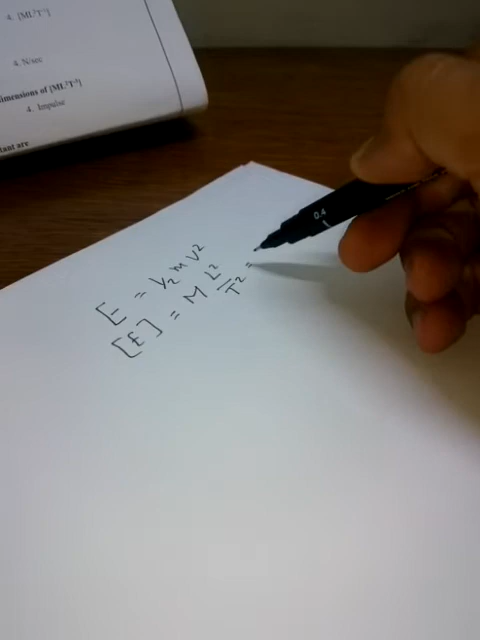 4. [ML²T⁻¹]
4. N/sec
imensions of [ML²T⁻³]
4. Impulse
tant are
0.4
E = 1/2 m v²
[E] = M L²/T² =